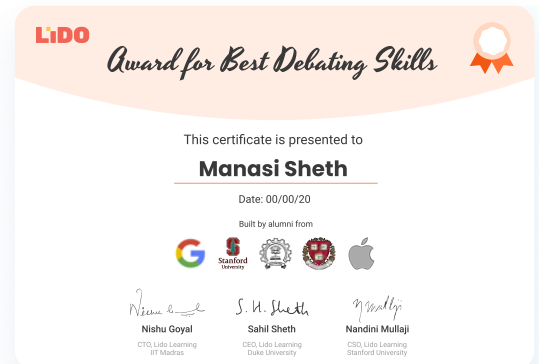 LiDO
Award for Best Debating Skills
This certificate is presented to
Manasi Sheth
Date: 00/00/20
Built by alumni from
Stanford
University
S. H. Sheth
Nishu Goyal
Sahil Sheth
Nandini Mullaji
CTO, Lido Learning
CEO, Lido Learning
CSO, Lido Learning
IIT Madras
Duke University
Stanford University